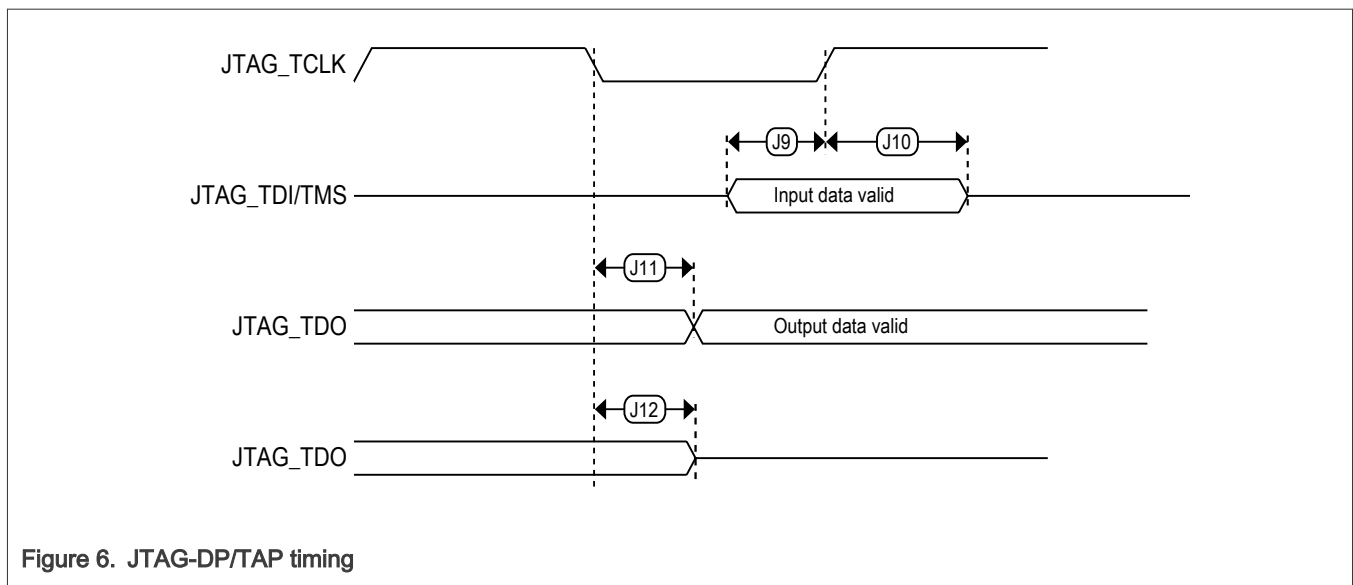 JTAG_TCLK
J9
J10
JTAG_TDI/TMS
Input data valid
J11
JTAG_TDO
Output data valid
J12
JTAG_TDO
Figure 6. JTAG-DP/TAP timing